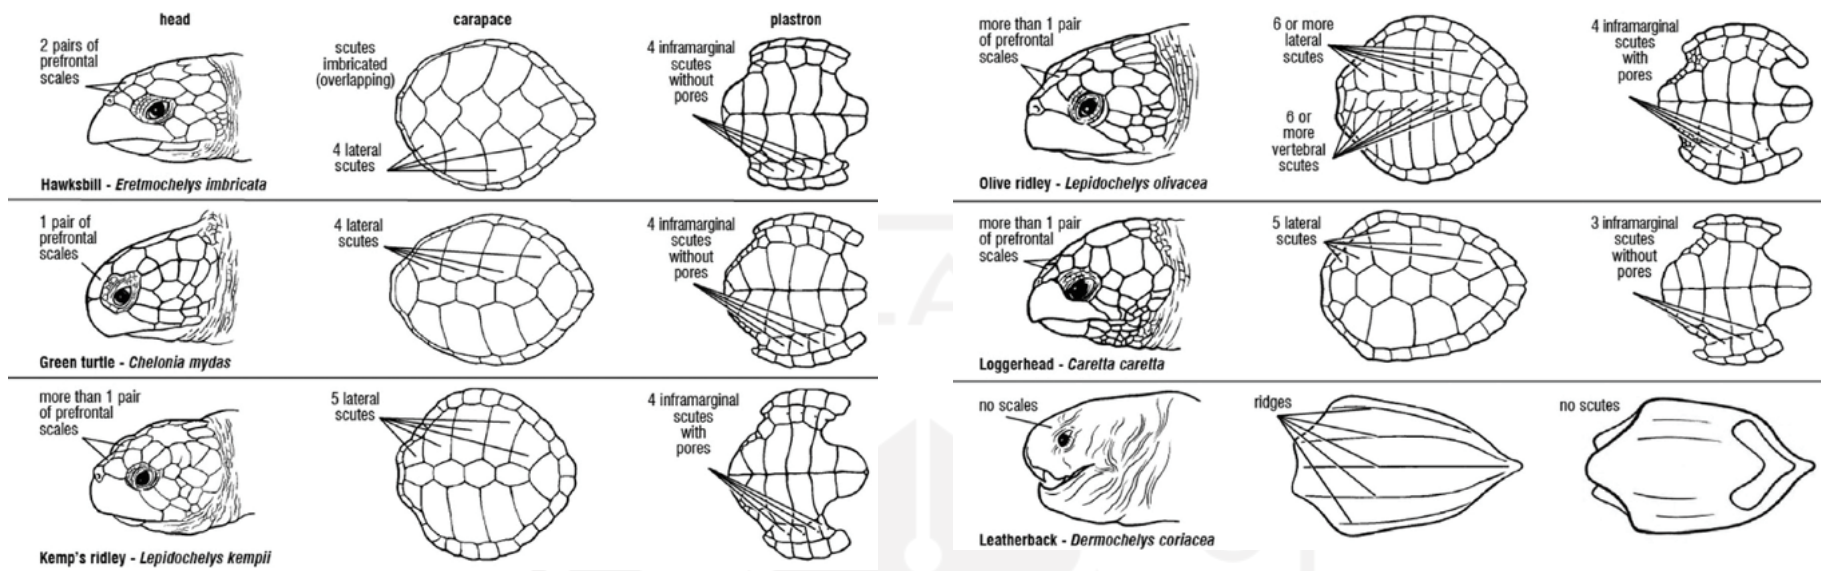 head
carapace
plastron
2 pairs of
prefrontal
scales
scutes
imbricated
(overlapping)
4 lateral
scutes
4 inframarginal
scutes
without
pores
Hawksbill - Eretmochelys imbricata
1 pair of
prefrontal
scales
4 lateral
scutes
4 inframarginal
scutes
without
pores
Green turtle - Chelonia mydas
more than 1 pair
of prefrontal
scales
5 lateral
scutes
4 inframarginal
scutes
with
pores
Kemp's ridley - Lepidochelys kempii
more than 1 pair
of prefrontal
scales
6 or more
lateral
scutes
6 or
more
vertebral
scutes
4 inframarginal
scutes
with
pores
Olive ridley - Lepidochelys olivacea
more than 1 pair
of prefrontal
scales
5 lateral
scutes
3 inframarginal
scutes
without
pores
Loggerhead - Caretta caretta
no scales
ridges
no scutes
Leatherback - Dermochelys coriacea